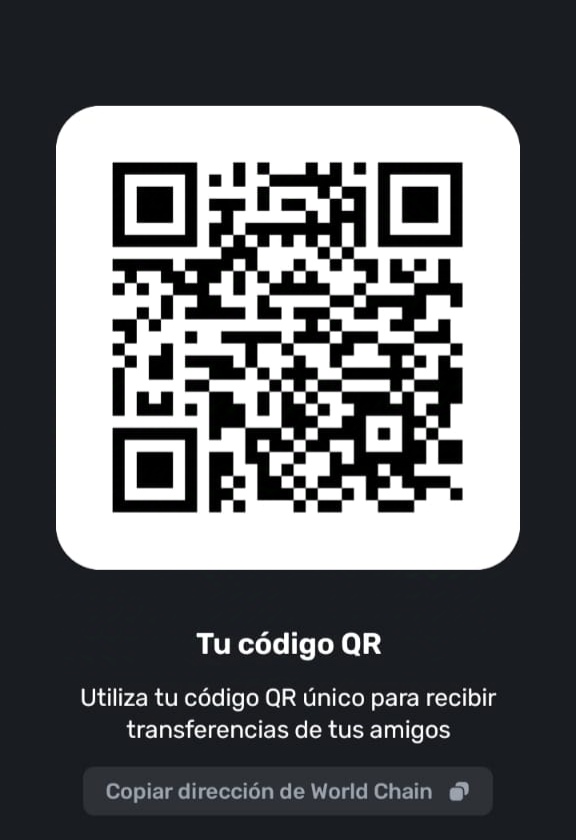 Tu código QR
Utiliza tu código QR único para recibir
transferencias de tus amigos
Copiar dirección de World Chain